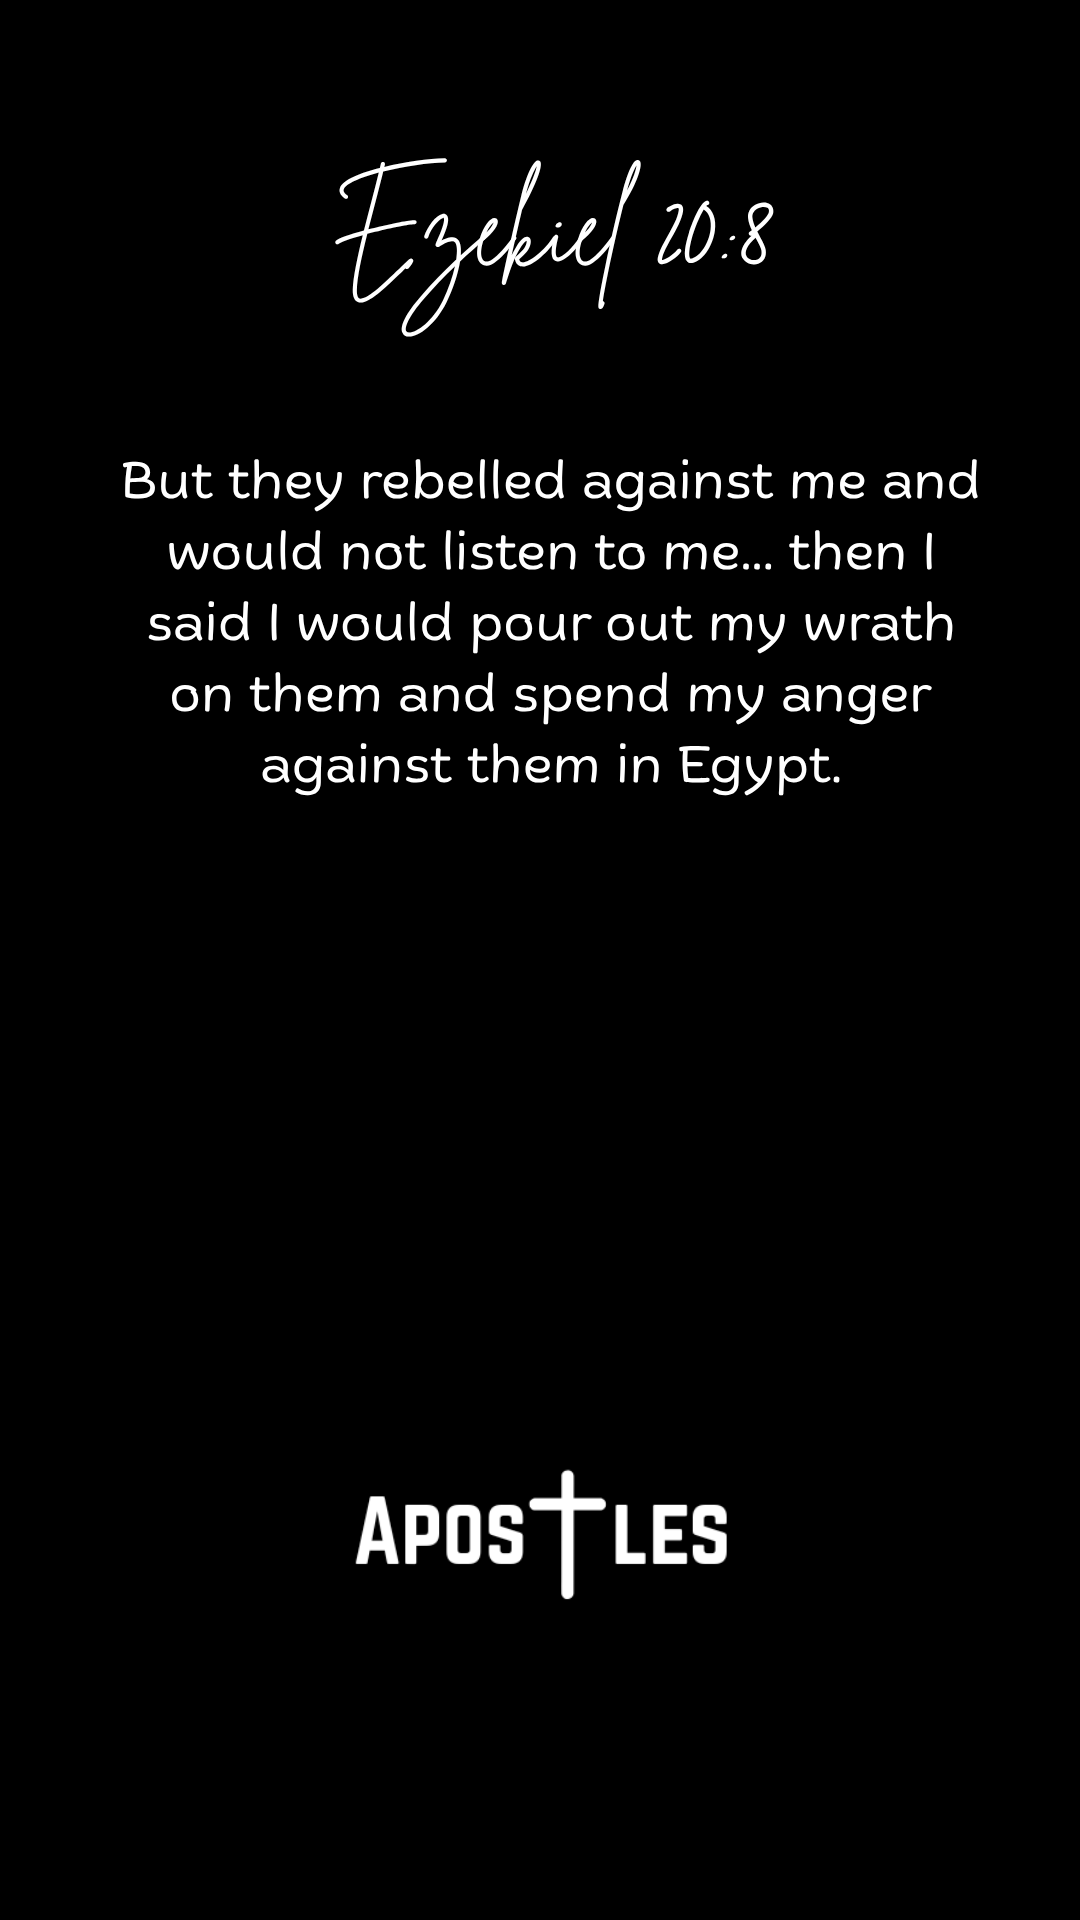 Ezekiel 20:8
But they rebelled against me and
would not listen to me... then I
said I would pour out my wrath
on them and spend my anger
against them in Egypt.
APOSTLES